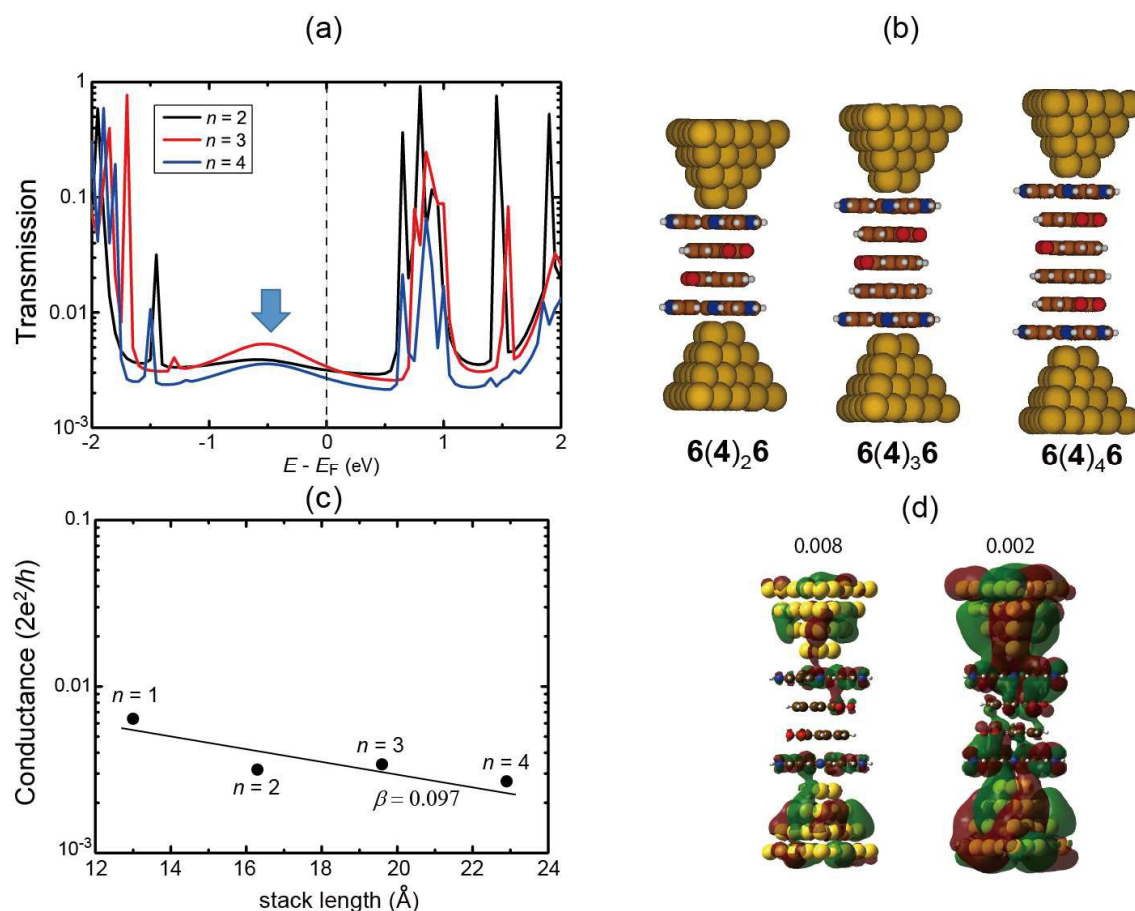 (a)
1
0.1
0.01
10⁻³
Transmission
n = 2
n = 3
n = 4
-2 -1 0 1 2
E - E_F (eV)
(b)
6(4)₂6 6(4)₃6 6(4)₄6
(c)
0.1
0.01
10⁻³
Conductance (2e²/h)
n = 1
n = 2
n = 3
n = 4
β = 0.097
12 14 16 18 20 22 24
stack length (Å)
(d)
0.008 0.002